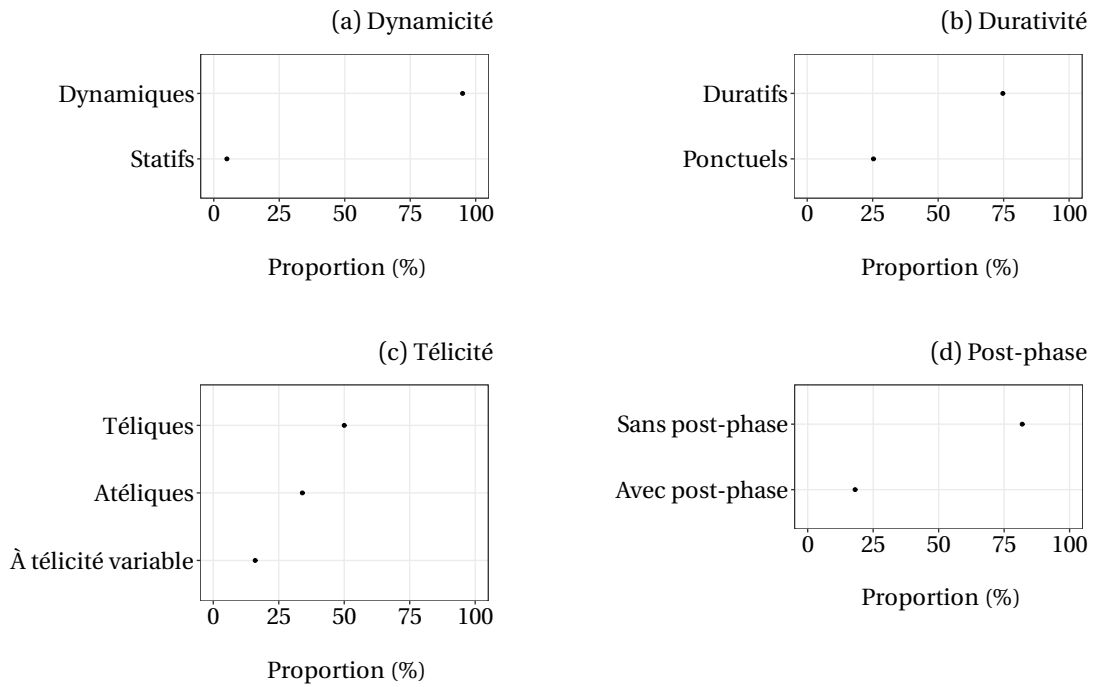 (a) Dynamicité
Dynamiques
Statifs
0 25 50 75 100
Proportion (%)
(b) Durativité
Duratifs
Ponctuels
0 25 50 75 100
Proportion (%)
(c) Télicité
Téliques
Atéliques
À télicité variable
0 25 50 75 100
Proportion (%)
(d) Post-phase
Sans post-phase
Avec post-phase
0 25 50 75 100
Proportion (%)